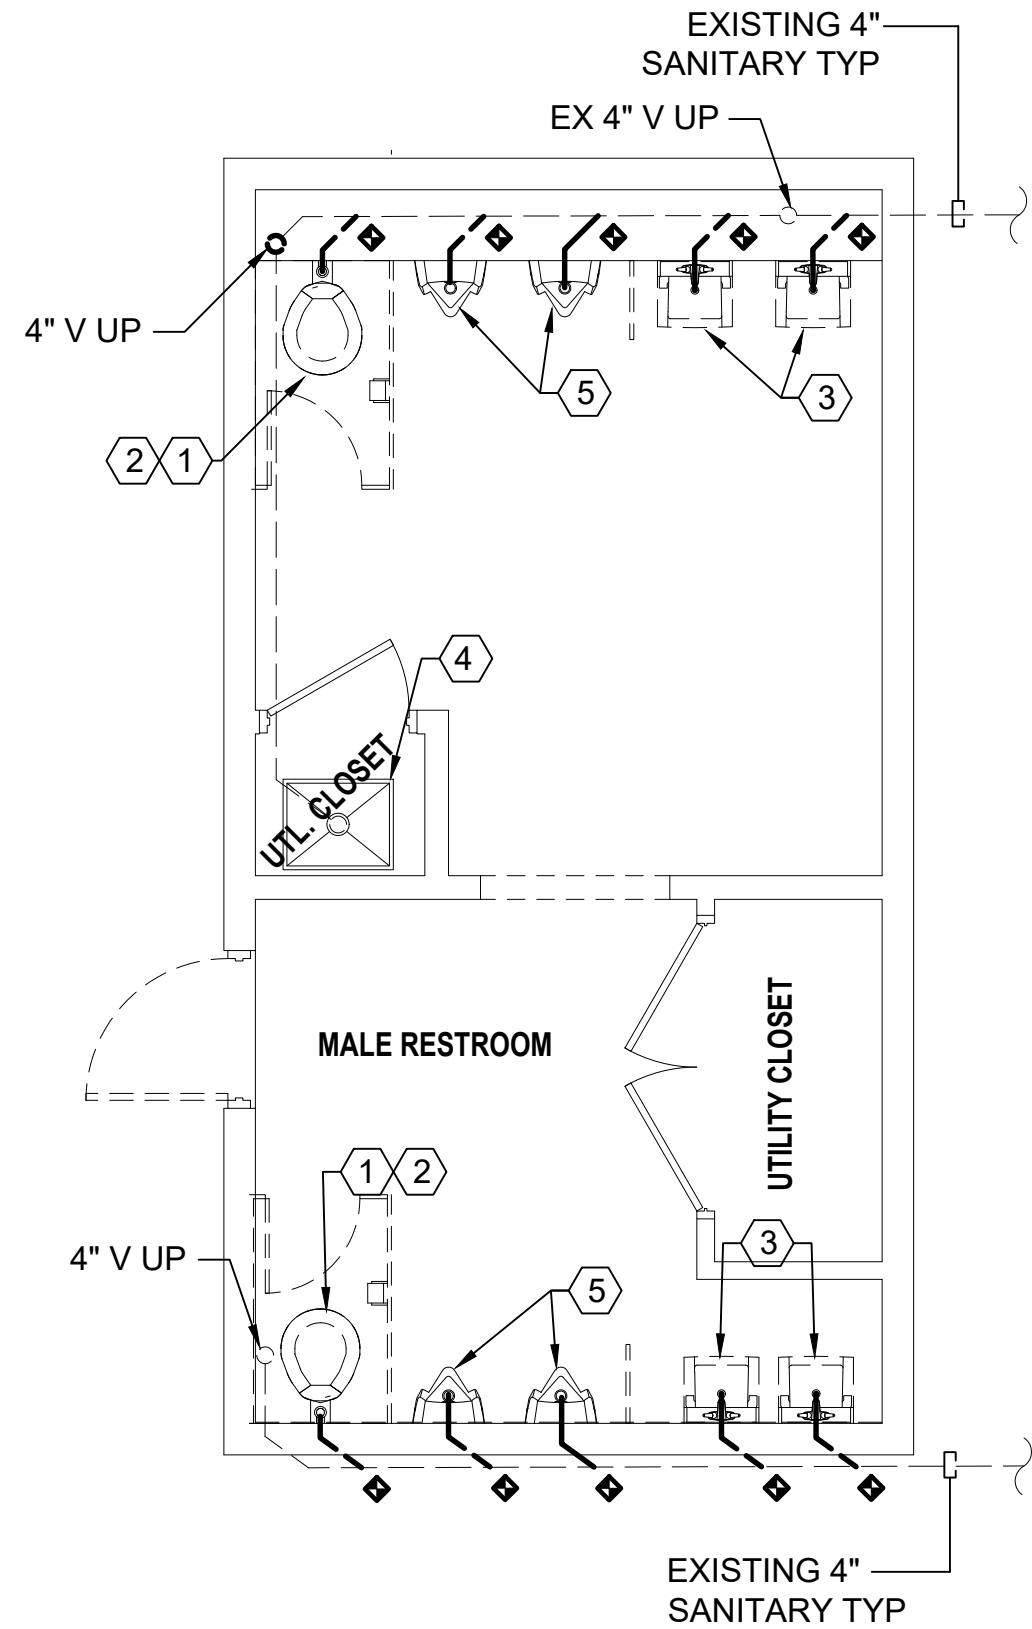 EXISTING 4"
SANITARY TYP
EX 4" V UP
4" V UP
5
3
2 1
4
UTL. CLOSET
MALE RESTROOM
UTILITY CLOSET
1 2
3
4" V UP
5
EXISTING 4"
SANITARY TYP